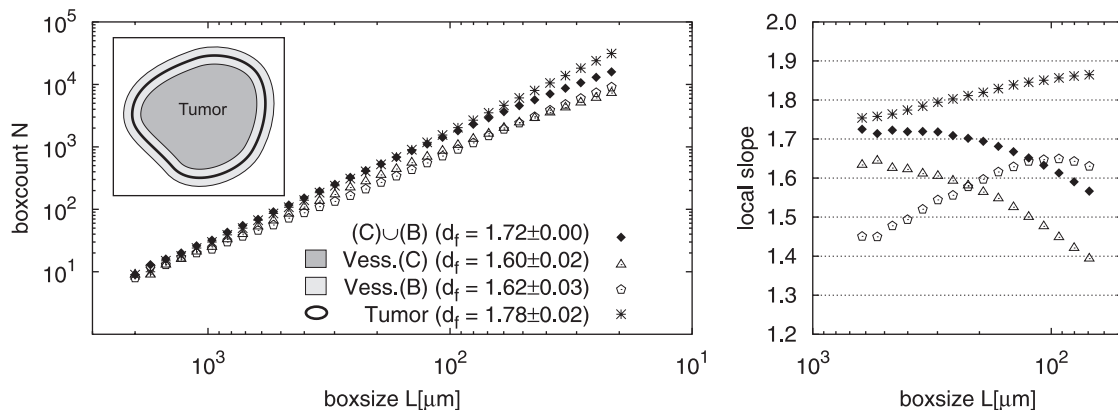 boxcount N
10^5
10^4
10^3
10^2
10^1
Tumor
(C)∪(B) (d_f = 1.72±0.00)
Vess.(C) (d_f = 1.60±0.02)
Vess.(B) (d_f = 1.62±0.03)
Tumor (d_f = 1.78±0.02)
10^3 10^2 10^1
boxsize L[μm]
local slope
2.0
1.9
1.8
1.7
1.6
1.5
1.4
1.3
1.2
10^3 10^2
boxsize L[μm]